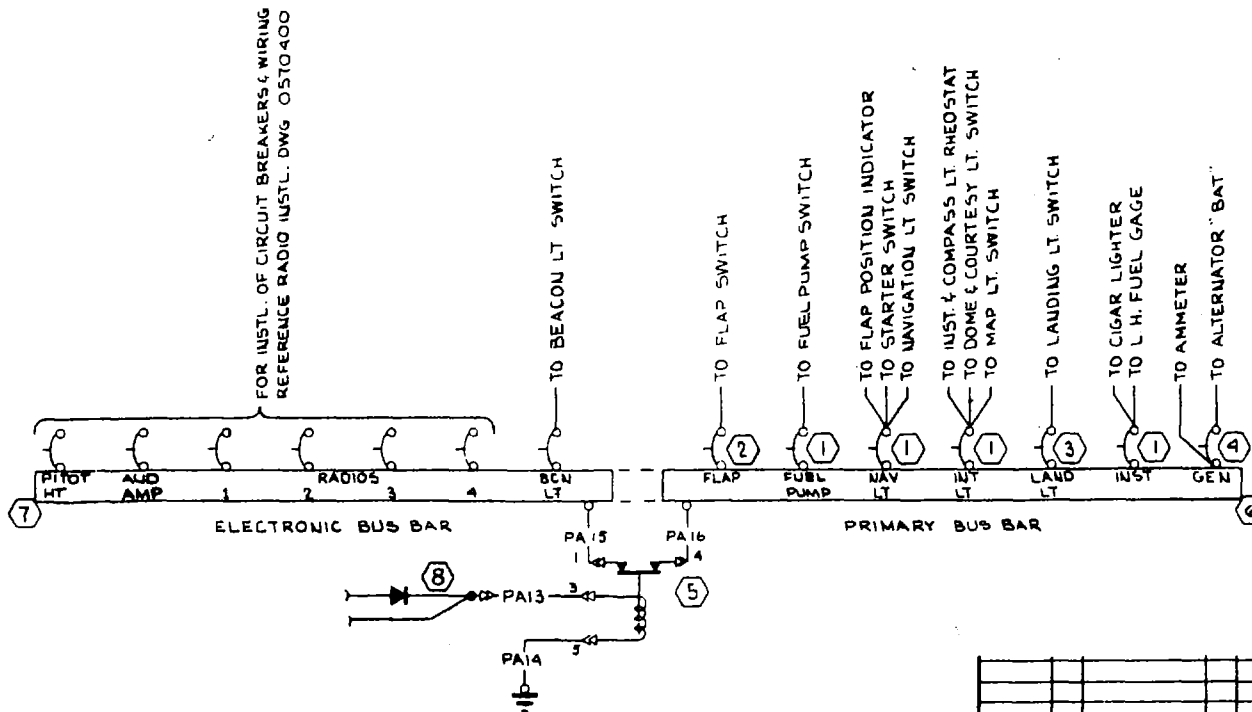 FOR INSTL. OF CIRCUIT BREAKERS & WIRING
REFERENCE RADIO INSTL. DWG 0570400
TO BEACON LT SWITCH
TO FLAP SWITCH
TO FUEL PUMP SWITCH
TO FLAP POSITION INDICATOR
TO STARTER SWITCH
TO NAVIGATION LT SWITCH
TO INST. & COMPASS LT. RHEOSTAT
TO DOME & COURTESY LT. SWITCH
TO MAP LT. SWITCH
TO LANDING LT. SWITCH
TO CIGAR LIGHTER
TO L.H. FUEL GAGE
TO AMMETER
TO ALTERNATOR "BAT"
2 1 1 1 3 1 4
PITOT HT
AUD AMP
RADIOS
1 2 3 4
BCN LT
FLAP
FUEL PUMP
NAV LT
INT LT
LAND LT
INST
GEN
7
ELECTRONIC BUS BAR
PRIMARY BUS BAR
6
PA15
PA16
1
4
5
8
PA13
3
5
PA14